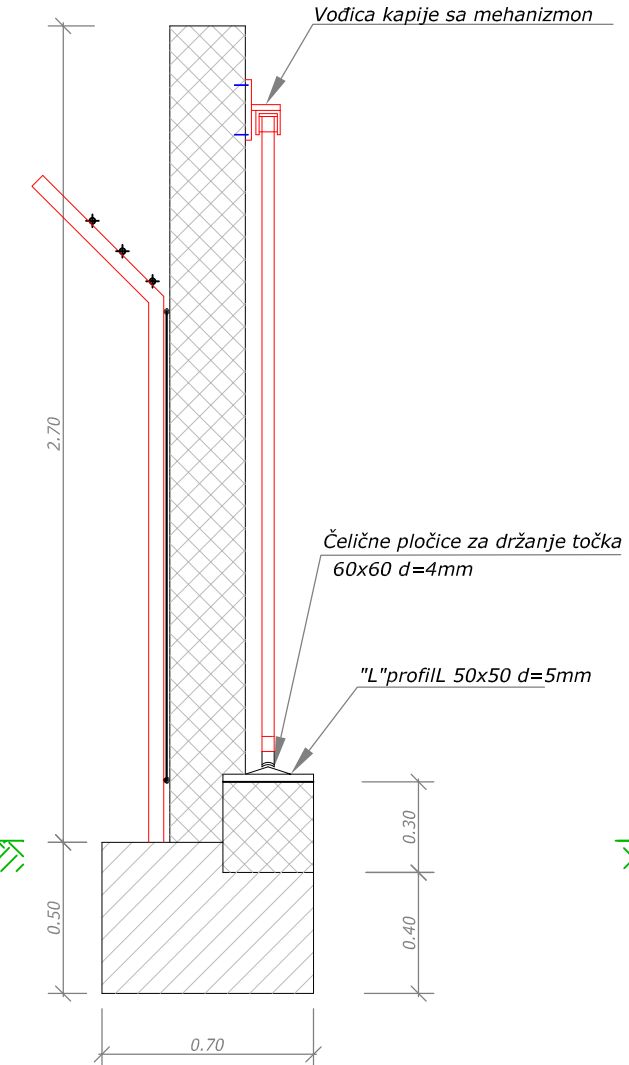 Vođica kapije sa mehanizmon
2.70
Čelične pločice za držanje točka
60x60 d=4mm
"L"profilL 50x50 d=5mm
0.30
0.50
0.40
0.70